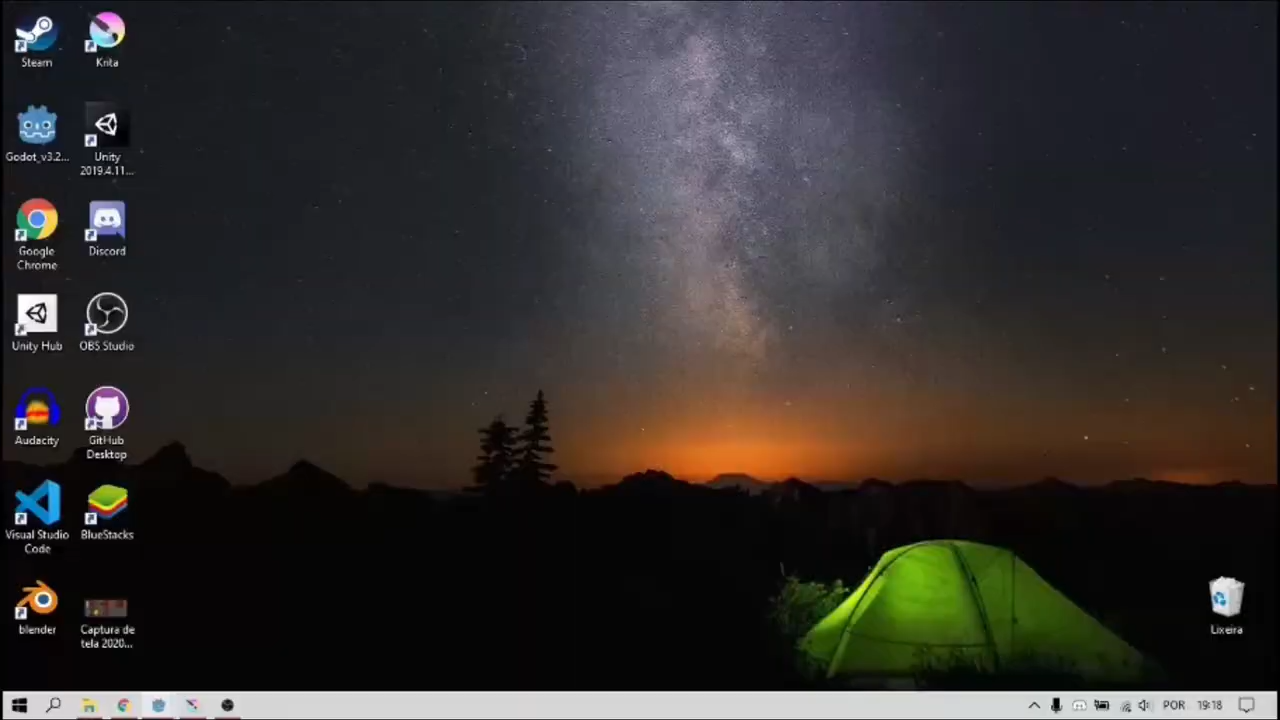 Steam
Krita
Godot_v3.2...
Unity
2019.4.11...
Google
Chrome
Discord
Unity Hub
OBS Studio
Audacity
GitHub
Desktop
Visual Studio
Code
BlueStacks
blender
Captura de
tela 2020...
Lixeira
POR
19:18